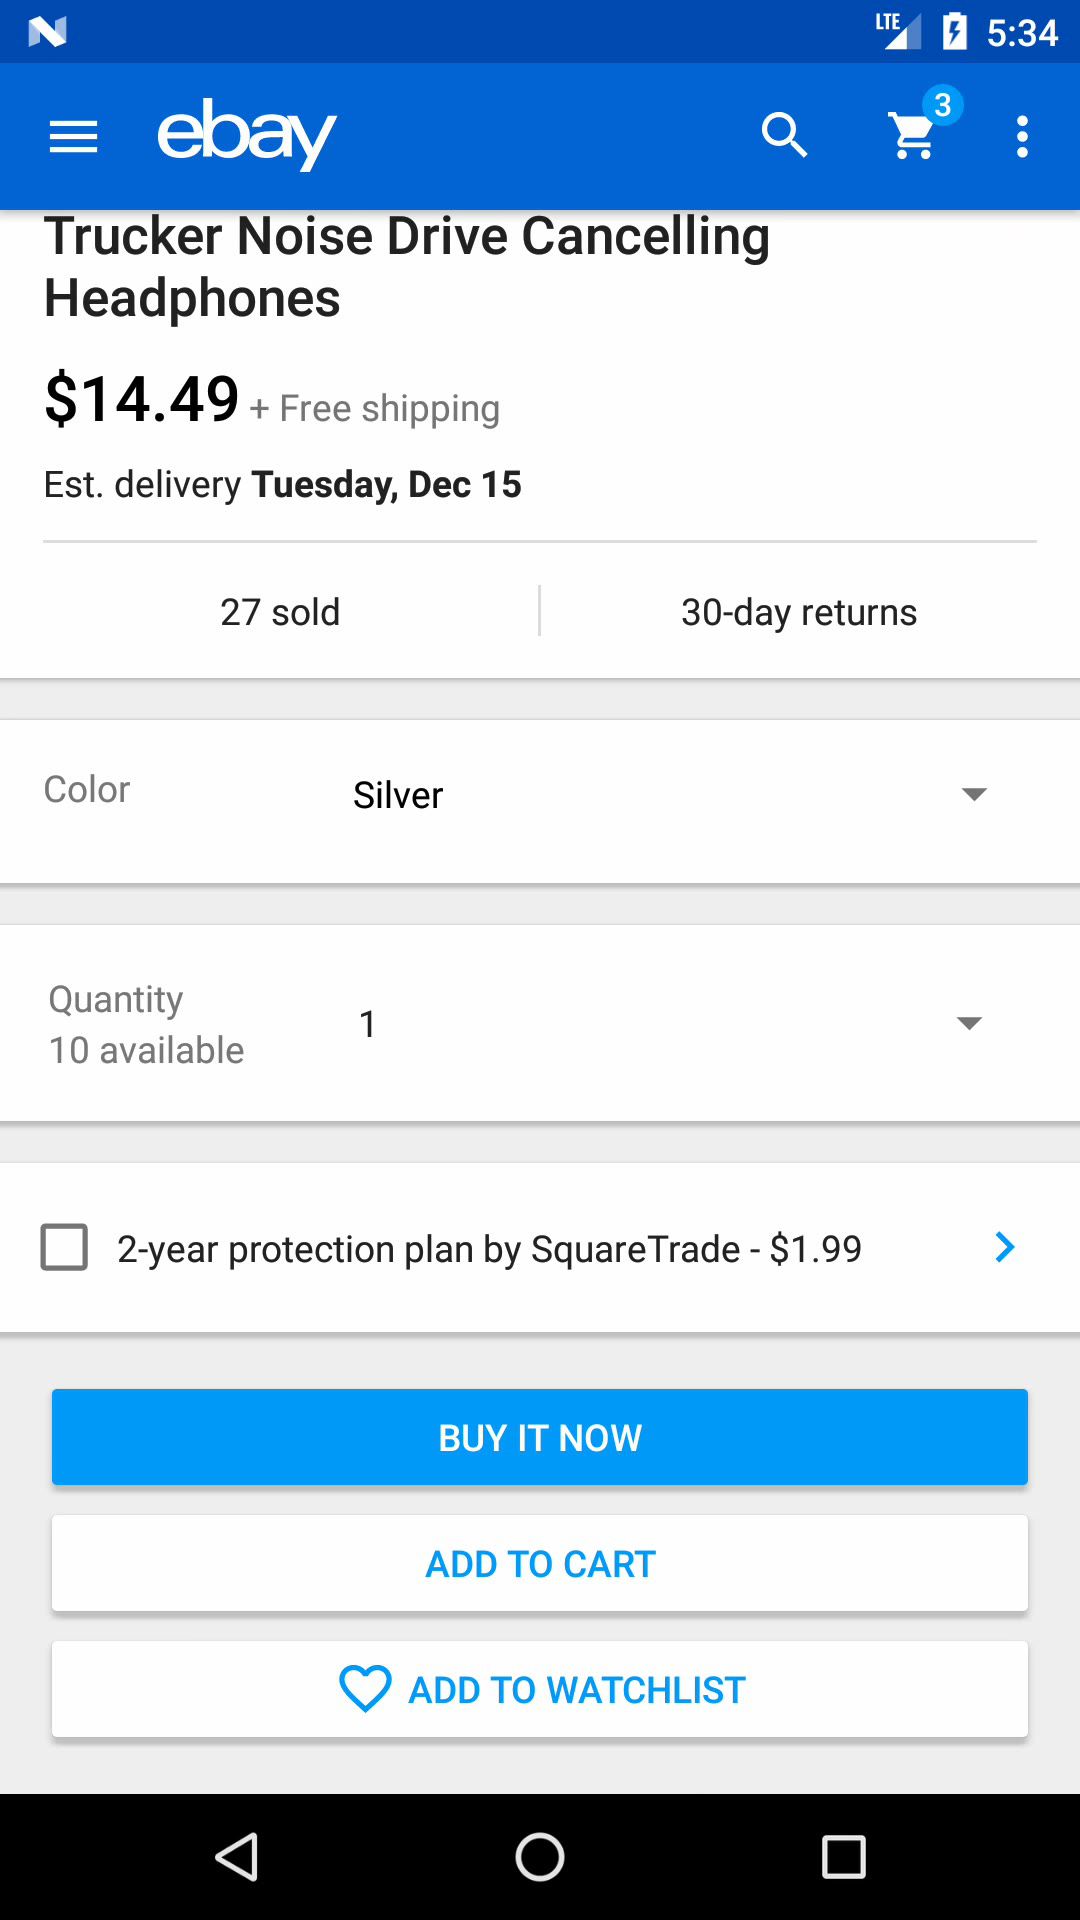 LTE 5:34
ebay 3
Trucker Noise Drive Cancelling
Headphones
$14.49 + Free shipping
Est. delivery Tuesday, Dec 15
27 sold 30-day returns
Color Silver
Quantity
10 available
1
2-year protection plan by SquareTrade - $1.99
BUY IT NOW
ADD TO CART
ADD TO WATCHLIST